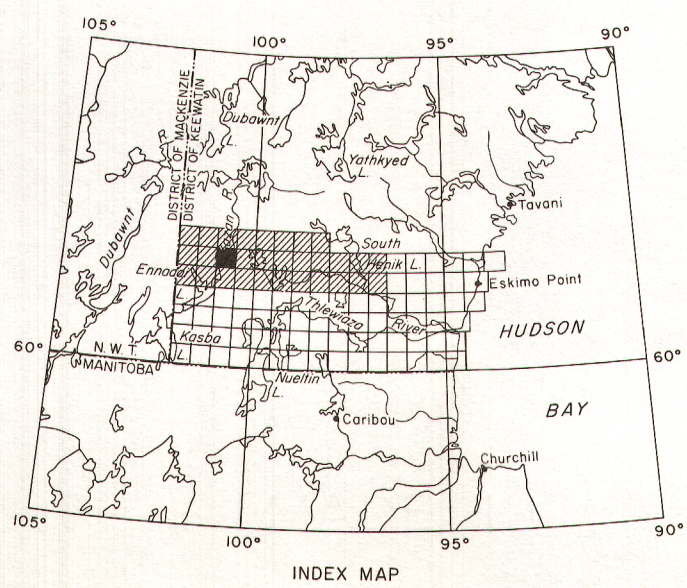 105°
100°
95°
90°
DISTRICT OF MACKENZIE
DISTRICT OF KEEWATIN
Dubawnt
Yathkyed
L.
R.
Tavani
Dubawnt
South
Henik L.
Ennadai
L.
Eskimo Point
Thlewiaza
River
HUDSON
Kasba
L.
60°
N. W. T.
MANITOBA
60°
Nueltin
L.
BAY
Caribou
Churchill
105°
100°
95°
90°
INDEX MAP